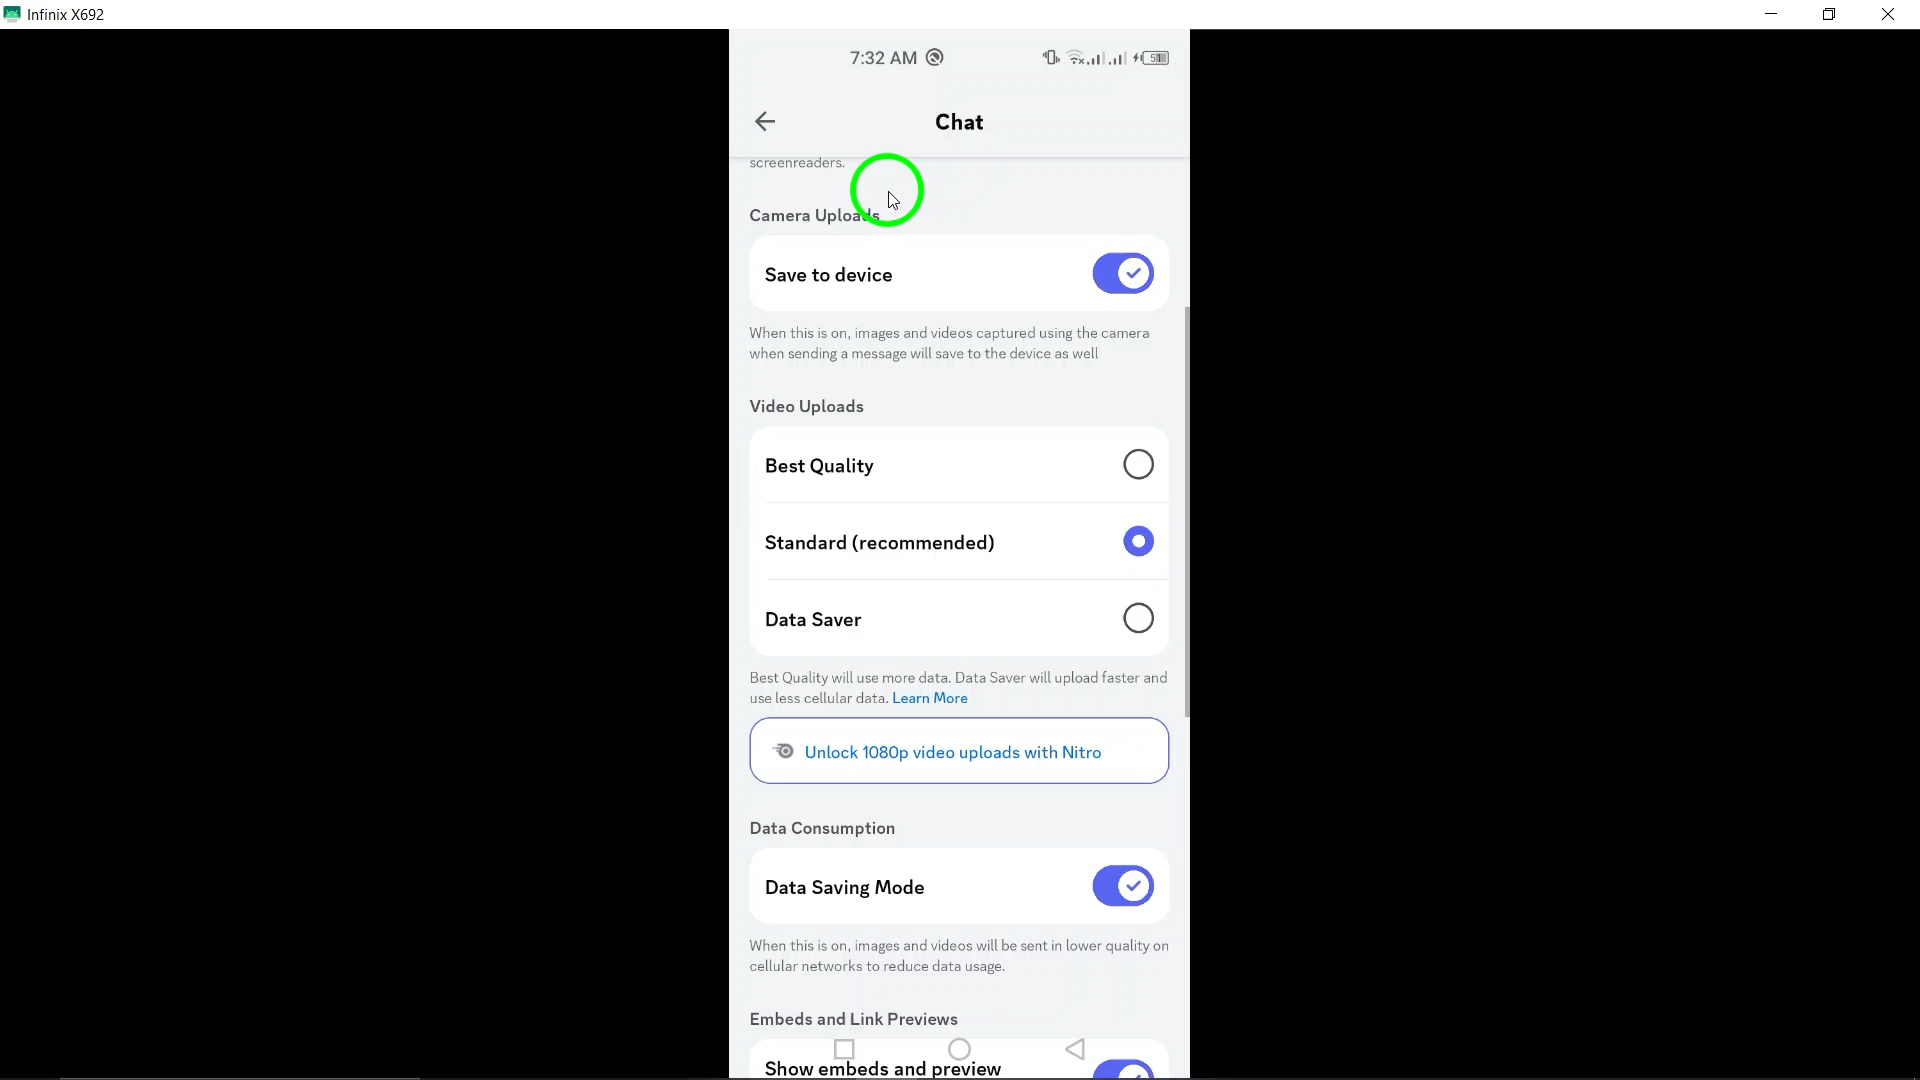 Infinix X692
7:32 AM
51
Chat
screenreaders.
Camera Uploads
Save to device
When this is on, images and videos captured using the camera
when sending a message will save to the device as well
Video Uploads
Best Quality
Standard (recommended)
Data Saver
Best Quality will use more data. Data Saver will upload faster and
use less cellular data. Learn More
Unlock 1080p video uploads with Nitro
Data Consumption
Data Saving Mode
When this is on, images and videos will be sent in lower quality on
cellular networks to reduce data usage.
Embeds and Link Previews
Show embeds and preview